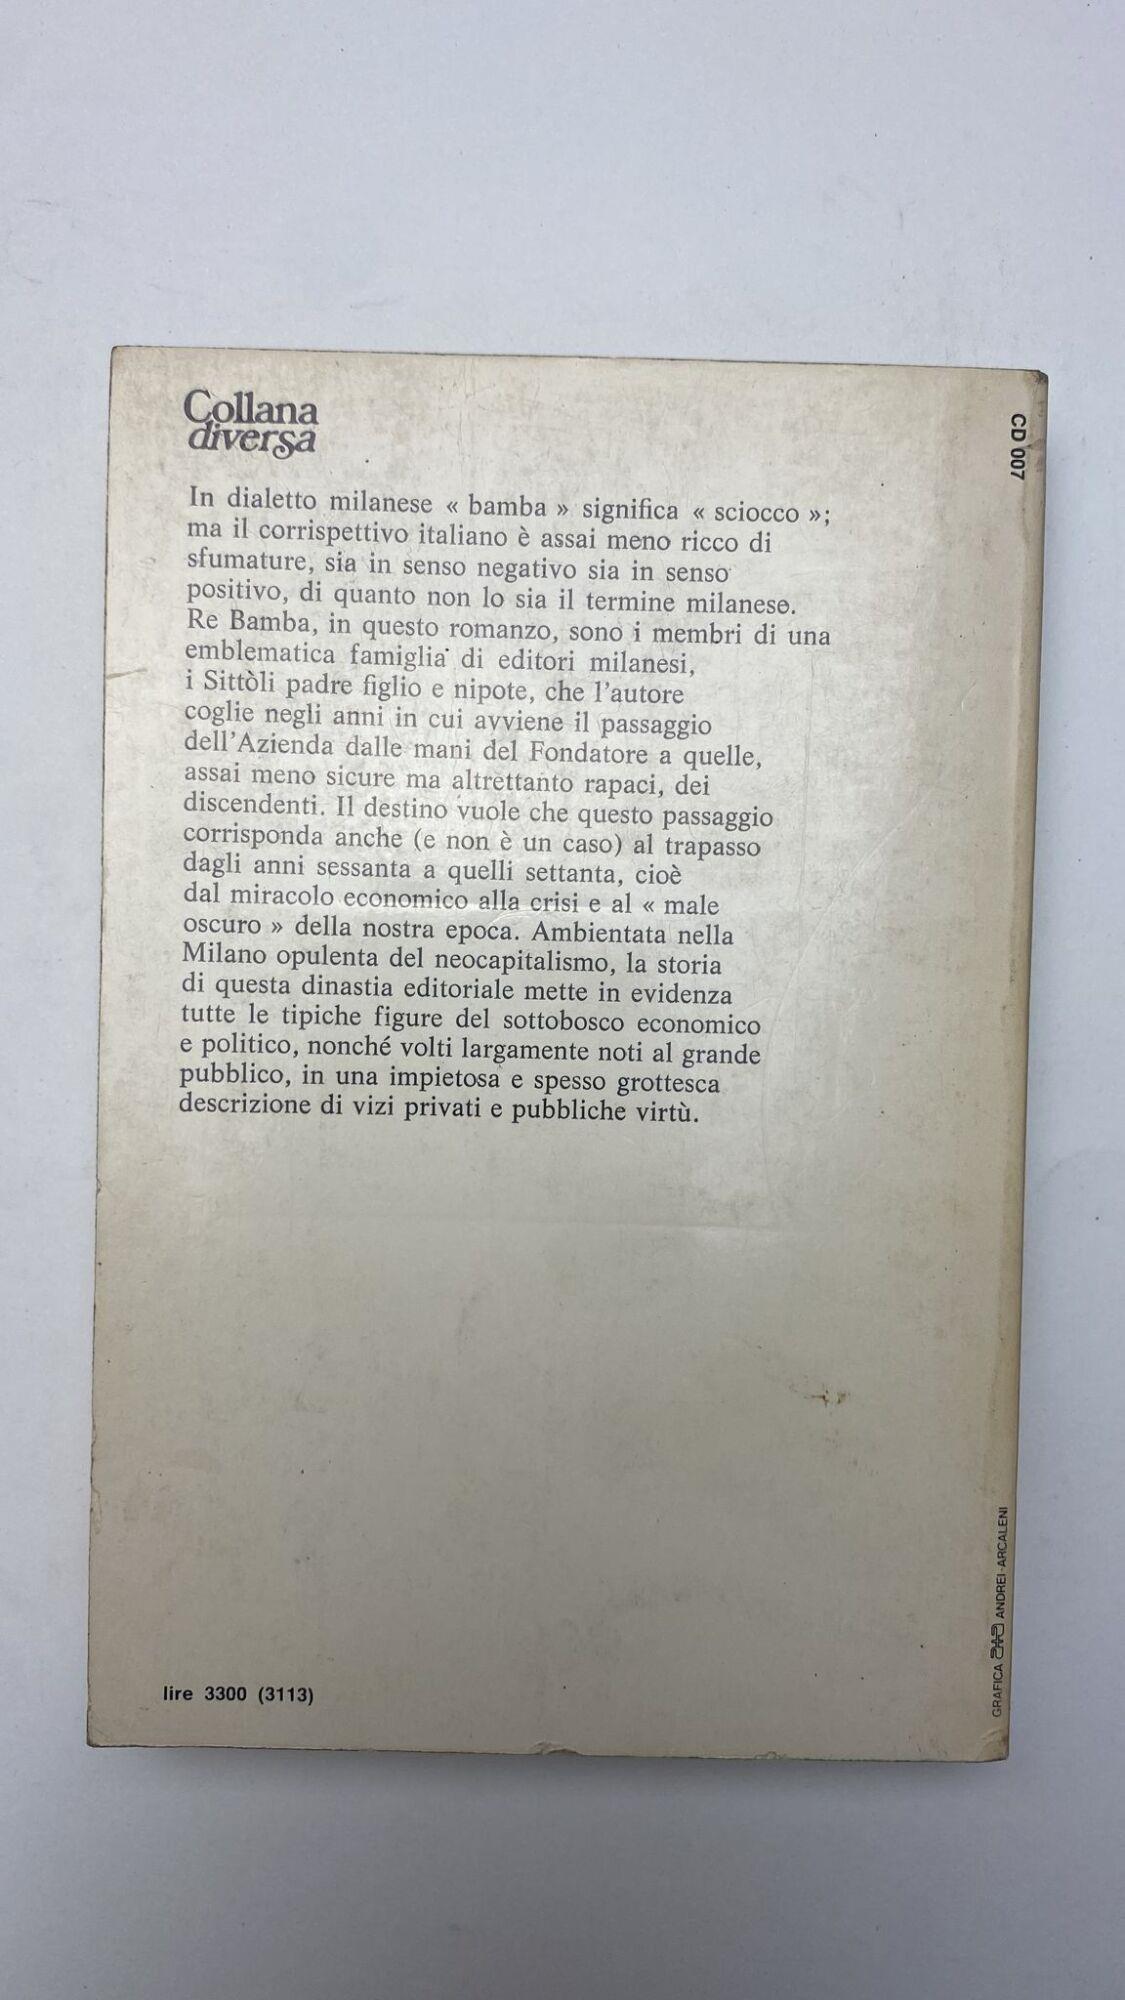 Collana
diversa
In dialetto milanese « bamba » significa « sciocco »;
ma il corrispettivo italiano è assai meno ricco di
sfumature, sia in senso negativo sia in senso
positivo, di quanto non lo sia il termine milanese.
Re Bamba, in questo romanzo, sono i membri di una
emblematica famiglia di editori milanesi,
i Sittòli padre figlio e nipote, che l'autore
coglie negli anni in cui avviene il passaggio
dell'Azienda dalle mani del Fondatore a quelle,
assai meno sicure ma altrettanto rapaci, dei
discendenti. Il destino vuole che questo passaggio
corrisponda anche (e non è un caso) al trapasso
dagli anni sessanta a quelli settanta, cioè
dal miracolo economico alla crisi e al « male
oscuro » della nostra epoca. Ambientata nella
Milano opulenta del neocapitalismo, la storia
di questa dinastia editoriale mette in evidenza
tutte le tipiche figure del sottobosco economico
e politico, nonché volti largamente noti al grande
pubblico, in una impietosa e spesso grottesca
descrizione di vizi privati e pubbliche virtù.
lire 3300 (3113)
CD 007
GRAFICA ANDREI-ARCALENI